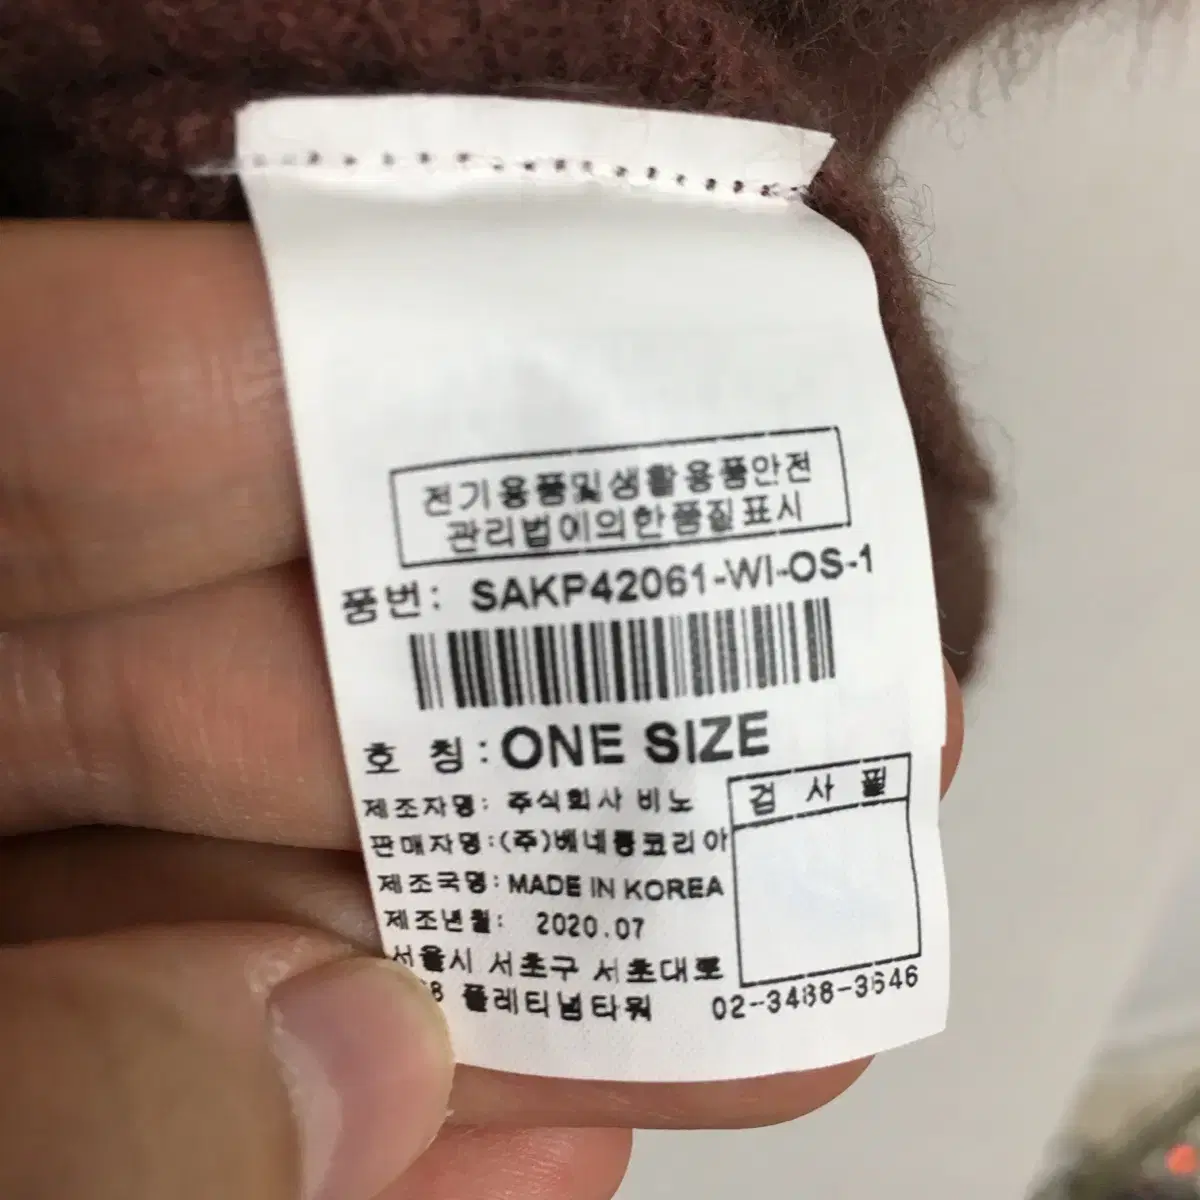 전기용품및생활용품안전
관리법에의한품질표시
품번: SAKP42061-WI-OS-1
호 칭: ONE SIZE
제조자명: 주식회사 비노
검 사 필
판매자명:(주)베네통코리아
제조국명: MADE IN KOREA
제조년월: 2020.07
서울시 서초구 서초대로
플레티넘타워 02-3488-3646